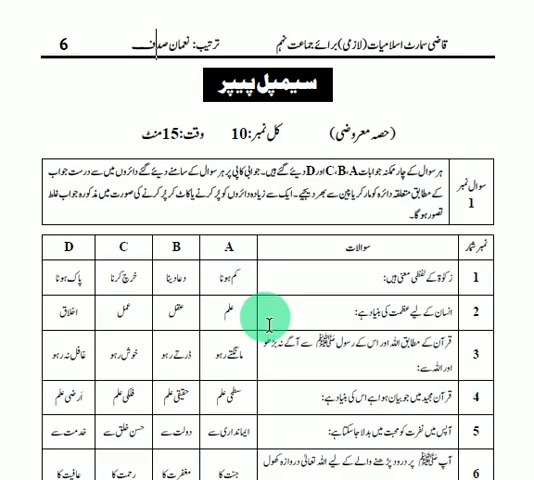 قاضی سمارٹ اسلامیات (لازمی) برائے جماعت نہم ترتیب: نعمان صدف 6
سیمپل پیپر
(حصہ معروضی) کل نمبر:10 وقت:15منٹ
سوال نمبر 1
ہر سوال کے چار ممکنہ جوابات A،B،C اور D دیئے گئے ہیں۔ جوابی کاپی پر ہر سوال کے سامنے دیئے گئے دائروں میں سے درست جواب
کے مطابق متعلقہ دائرہ کو مارکر یا پین سے بھر دیجیے۔ ایک سے زیادہ دائروں کو پُر کرنے یا کاٹ کر پُر کرنے کی صورت میں مذکورہ جواب غلط
تصور ہو گا۔
نمبر شمار سوالات A B C D
1 زکوٰۃ کے لفظی معنی ہیں: کم ہونا دعا دینا خرچ کرنا پاک ہونا
2 انسان کے لیے عظمت کی بنیاد ہے: علم عقل عمل اخلاق
3 قرآن کے مطابق اللہ اور اس کے رسول ﷺ سے آگے نہ بڑھو
اور اللہ سے: مانگتے رہو ڈرتے رہو خوش رہو غافل نہ رہو
4 قرآن مجید میں جو بیان ہوا ہے اس کی بنیاد ہے: سطحی علم حقیقی علم فلکی علم اَرضی علم
5 آپس میں نفرت کو محبت میں بدلا جا سکتا ہے: ایمانداری سے دولت سے حسن خلق سے خدمت سے
6 آپ ﷺ پر درود پڑھنے والے کے لیے اللہ تعالیٰ دروازہ کھول
جنت کا مغفرت کا رحمت کا عافیت کا